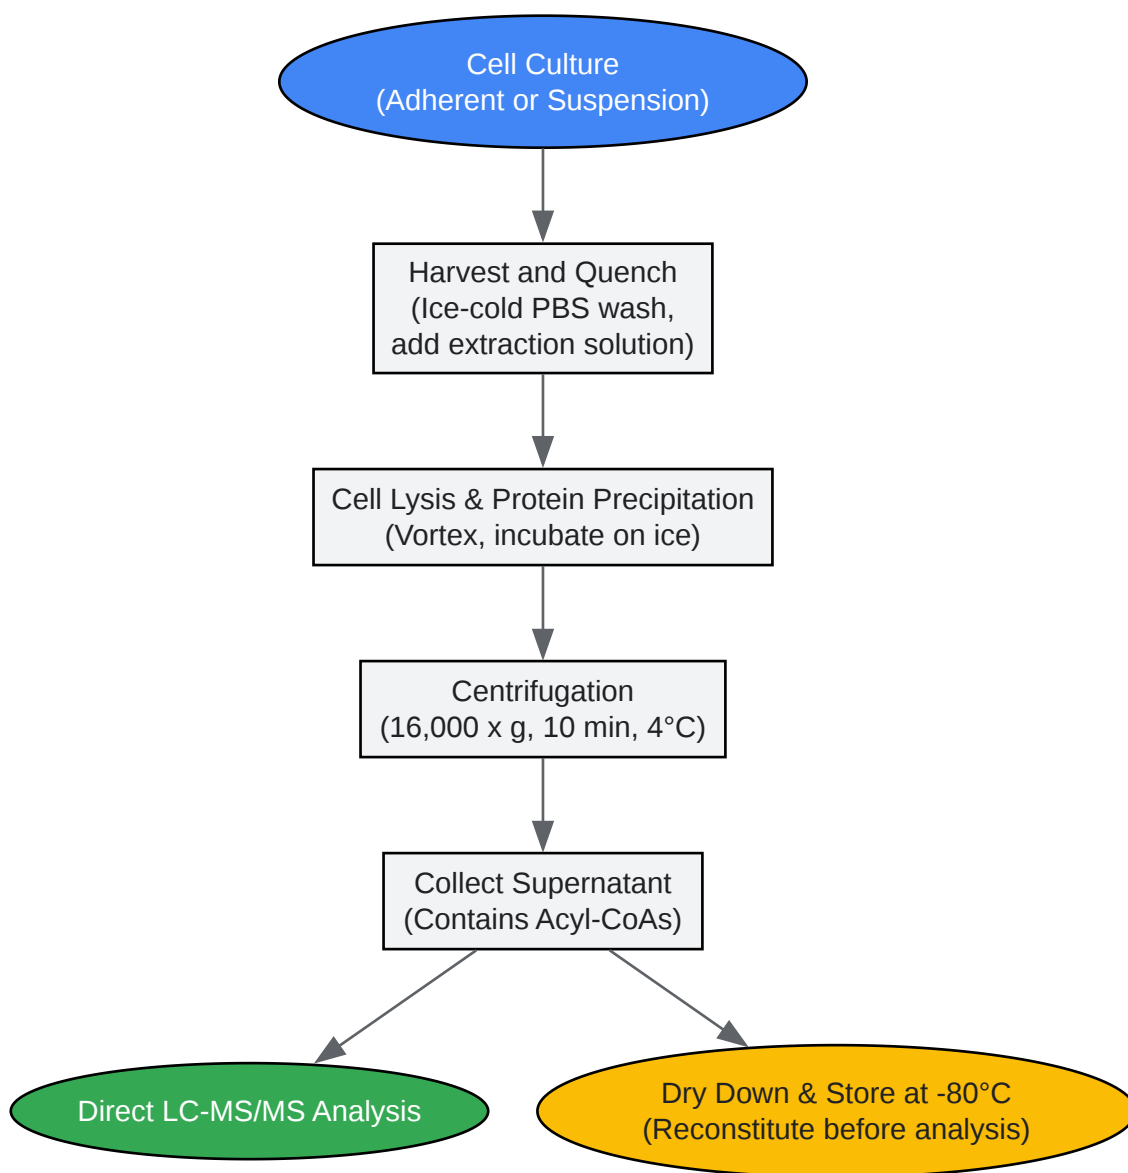 Cell Culture
(Adherent or Suspension)
Harvest and Quench
(Ice-cold PBS wash,
add extraction solution)
Cell Lysis & Protein Precipitation
(Vortex, incubate on ice)
Centrifugation
(16,000 x g, 10 min, 4°C)
Collect Supernatant
(Contains Acyl-CoAs)
Direct LC-MS/MS Analysis
Dry Down & Store at -80°C
(Reconstitute before analysis)